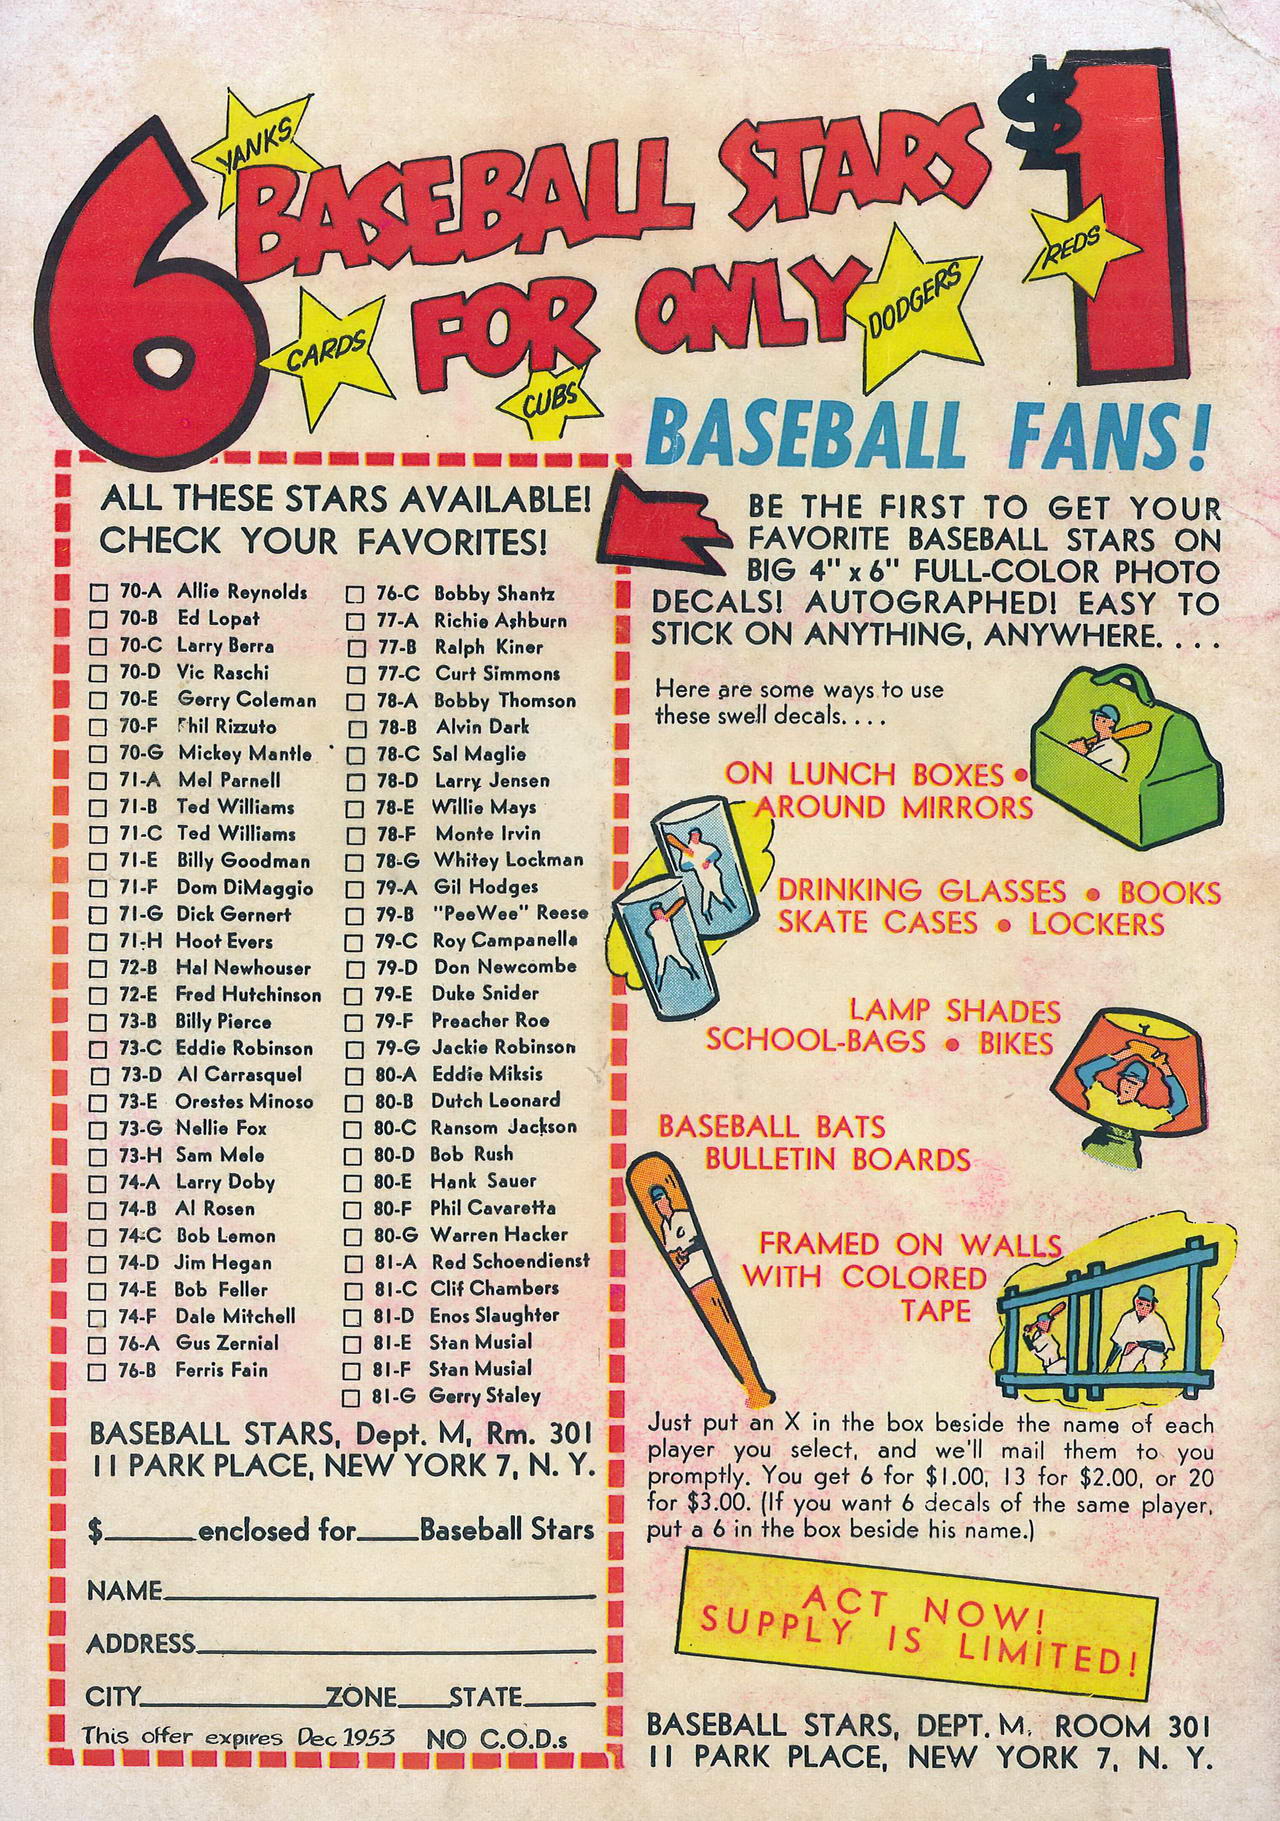 6 BASEBALL STARS $1
FOR ONLY
YANKS
CARDS
CUBS
DODGERS
REDS
BASEBALL FANS!
ALL THESE STARS AVAILABLE!
CHECK YOUR FAVORITES!
70-A Allie Reynolds
70-B Ed Lopat
70-C Larry Berra
70-D Vic Raschi
70-E Gerry Coleman
70-F Phil Rizzuto
70-G Mickey Mantle
71-A Mel Parnell
71-B Ted Williams
71-C Ted Williams
71-E Billy Goodman
71-F Dom DiMaggio
71-G Dick Gernert
71-H Hoot Evers
72-B Hal Newhouser
72-E Fred Hutchinson
73-B Billy Pierce
73-C Eddie Robinson
73-D Al Carrasquel
73-E Orestes Minoso
73-G Nellie Fox
73-H Sam Mele
74-A Larry Doby
74-B Al Rosen
74-C Bob Lemon
74-D Jim Hegan
74-E Bob Feller
74-F Dale Mitchell
76-A Gus Zernial
76-B Ferris Fain
76-C Bobby Shantz
77-A Richie Ashburn
77-B Ralph Kiner
77-C Curt Simmons
78-A Bobby Thomson
78-B Alvin Dark
78-C Sal Maglie
78-D Larry Jensen
78-E Willie Mays
78-F Monte Irvin
78-G Whitey Lockman
79-A Gil Hodges
79-B "PeeWee" Reese
79-C Roy Campanella
79-D Don Newcombe
79-E Duke Snider
79-F Preacher Roe
79-G Jackie Robinson
80-A Eddie Miksis
80-B Dutch Leonard
80-C Ransom Jackson
80-D Bob Rush
80-E Hank Sauer
80-F Phil Cavaretta
80-G Warren Hacker
81-A Red Schoendienst
81-C Clif Chambers
81-D Enos Slaughter
81-E Stan Musial
81-F Stan Musial
81-G Gerry Staley
BASEBALL STARS, Dept. M, Rm. 301
11 PARK PLACE, NEW YORK 7, N. Y.
$______enclosed for____Baseball Stars
NAME
ADDRESS
CITY ZONE STATE
This offer expires Dec 1953 NO C.O.D.s
BE THE FIRST TO GET YOUR
FAVORITE BASEBALL STARS ON
BIG 4" x 6" FULL-COLOR PHOTO
DECALS! AUTOGRAPHED! EASY TO
STICK ON ANYTHING, ANYWHERE. . . .
Here are some ways to use
these swell decals. . . .
ON LUNCH BOXES •
AROUND MIRRORS
DRINKING GLASSES • BOOKS
SKATE CASES • LOCKERS
LAMP SHADES
SCHOOL-BAGS • BIKES
BASEBALL BATS
BULLETIN BOARDS
FRAMED ON WALLS
WITH COLORED
TAPE
Just put an X in the box beside the name of each
player you select, and we'll mail them to you
promptly. You get 6 for $1.00, 13 for $2.00, or 20
for $3.00. (If you want 6 decals of the same player,
put a 6 in the box beside his name.)
ACT NOW!
SUPPLY IS LIMITED!
BASEBALL STARS, DEPT. M, ROOM 301
11 PARK PLACE, NEW YORK 7, N. Y.